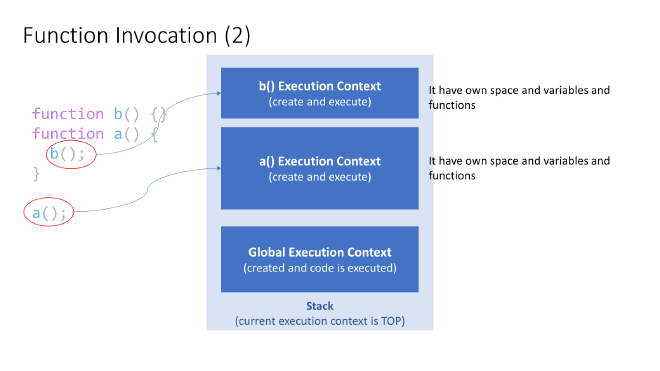 Function Invocation (2)
function b() {}
function a() {
b();
}
a();
b() Execution Context
(create and execute)
It have own space and variables and
functions
a() Execution Context
(create and execute)
It have own space and variables and
functions
Global Execution Context
(created and code is executed)
Stack
(current execution context is TOP)